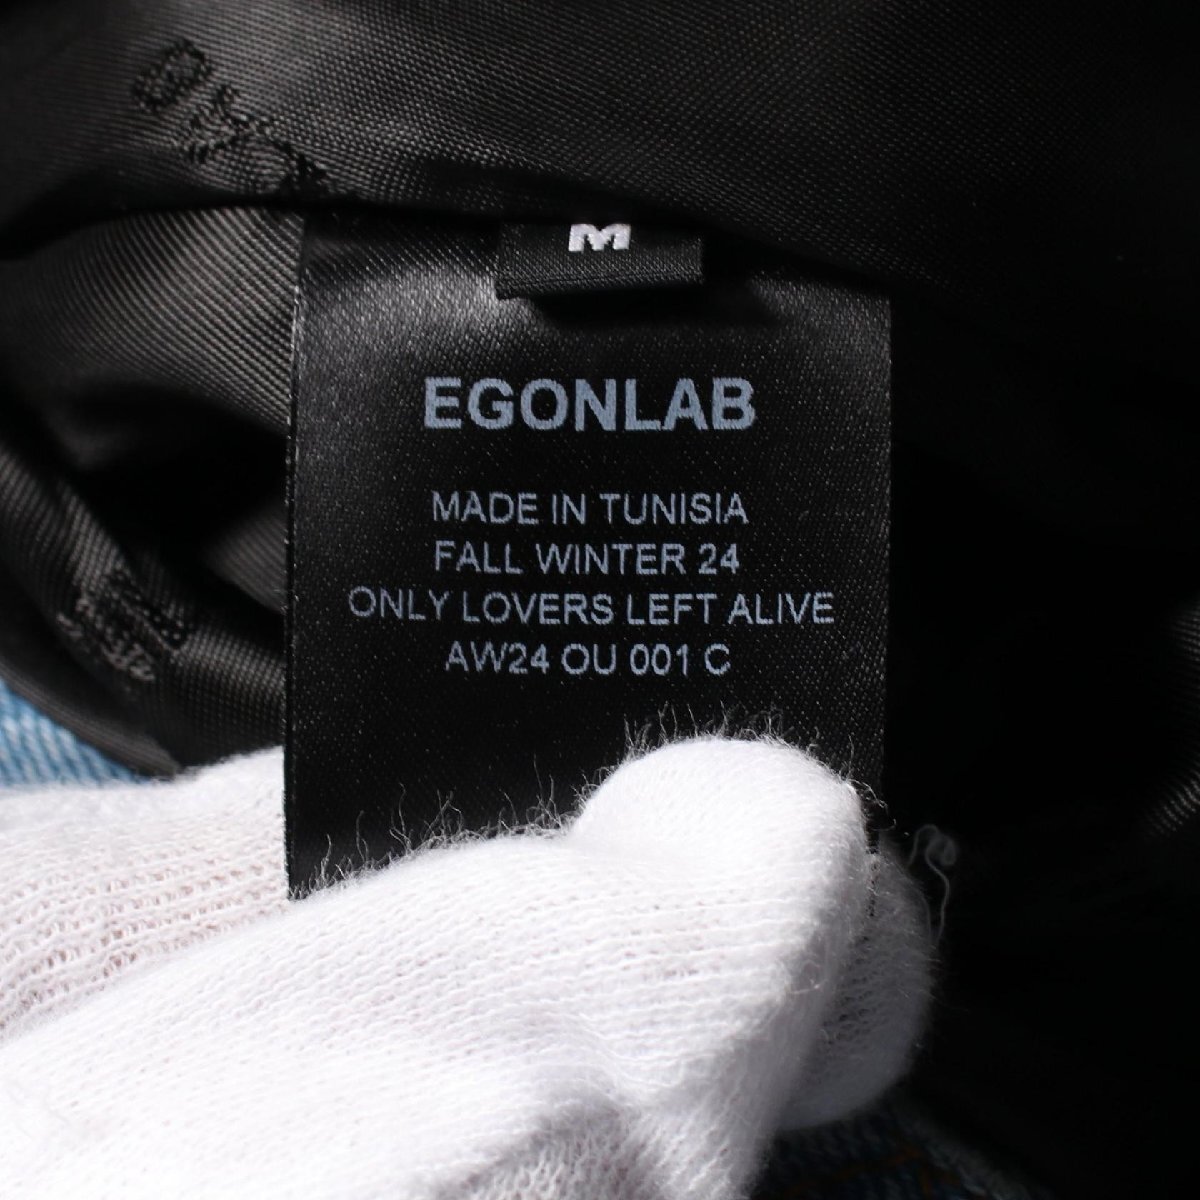 M
EGONLAB
MADE IN TUNISIA
FALL WINTER 24
ONLY LOVERS LEFT ALIVE
AW24 OU 001 C